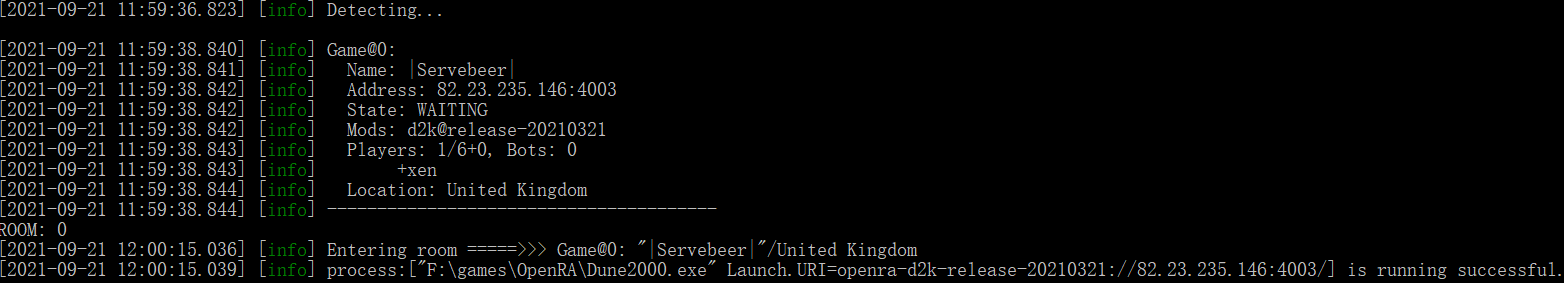 [2021-09-21 11:59:36.823] [info] Detecting...
[2021-09-21 11:59:38.840] [info] Game@0:
[2021-09-21 11:59:38.841] [info]   Name: |Servebeer|
[2021-09-21 11:59:38.842] [info]   Address: 82.23.235.146:4003
[2021-09-21 11:59:38.842] [info]   State: WAITING
[2021-09-21 11:59:38.842] [info]   Mods: d2k@release-20210321
[2021-09-21 11:59:38.843] [info]   Players: 1/6+0, Bots: 0
[2021-09-21 11:59:38.843] [info]        +xen
[2021-09-21 11:59:38.844] [info]   Location: United Kingdom
[2021-09-21 11:59:38.844] [info] ---------------------------------------
ROOM: 0
[2021-09-21 12:00:15.036] [info] Entering room =====>>> Game@0: "|Servebeer|"/United Kingdom
[2021-09-21 12:00:15.039] [info] process:["F:\games\OpenRA\Dune2000.exe" Launch.URI=openra-d2k-release-20210321://82.23.235.146:4003/] is running successful.